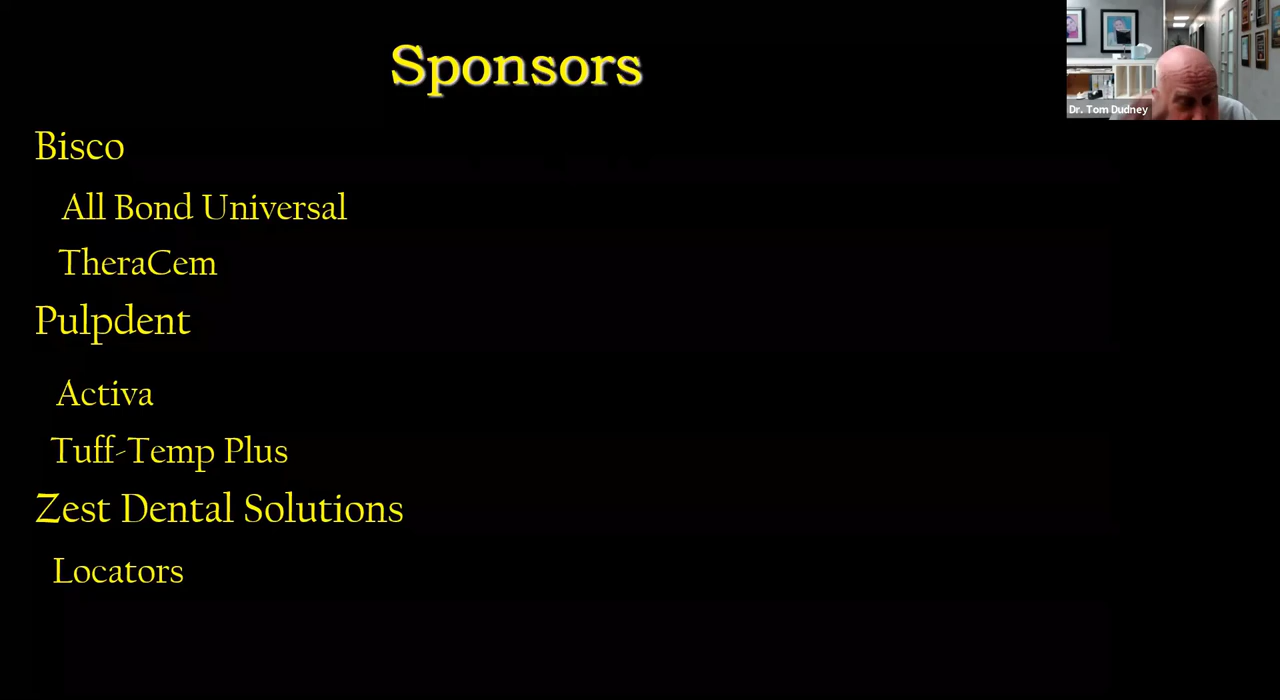 Sponsors
Dr. Tom Dudney
Bisco
All Bond Universal
TheraCem
Pulpdent
Activa
Tuff-Temp Plus
Zest Dental Solutions
Locators